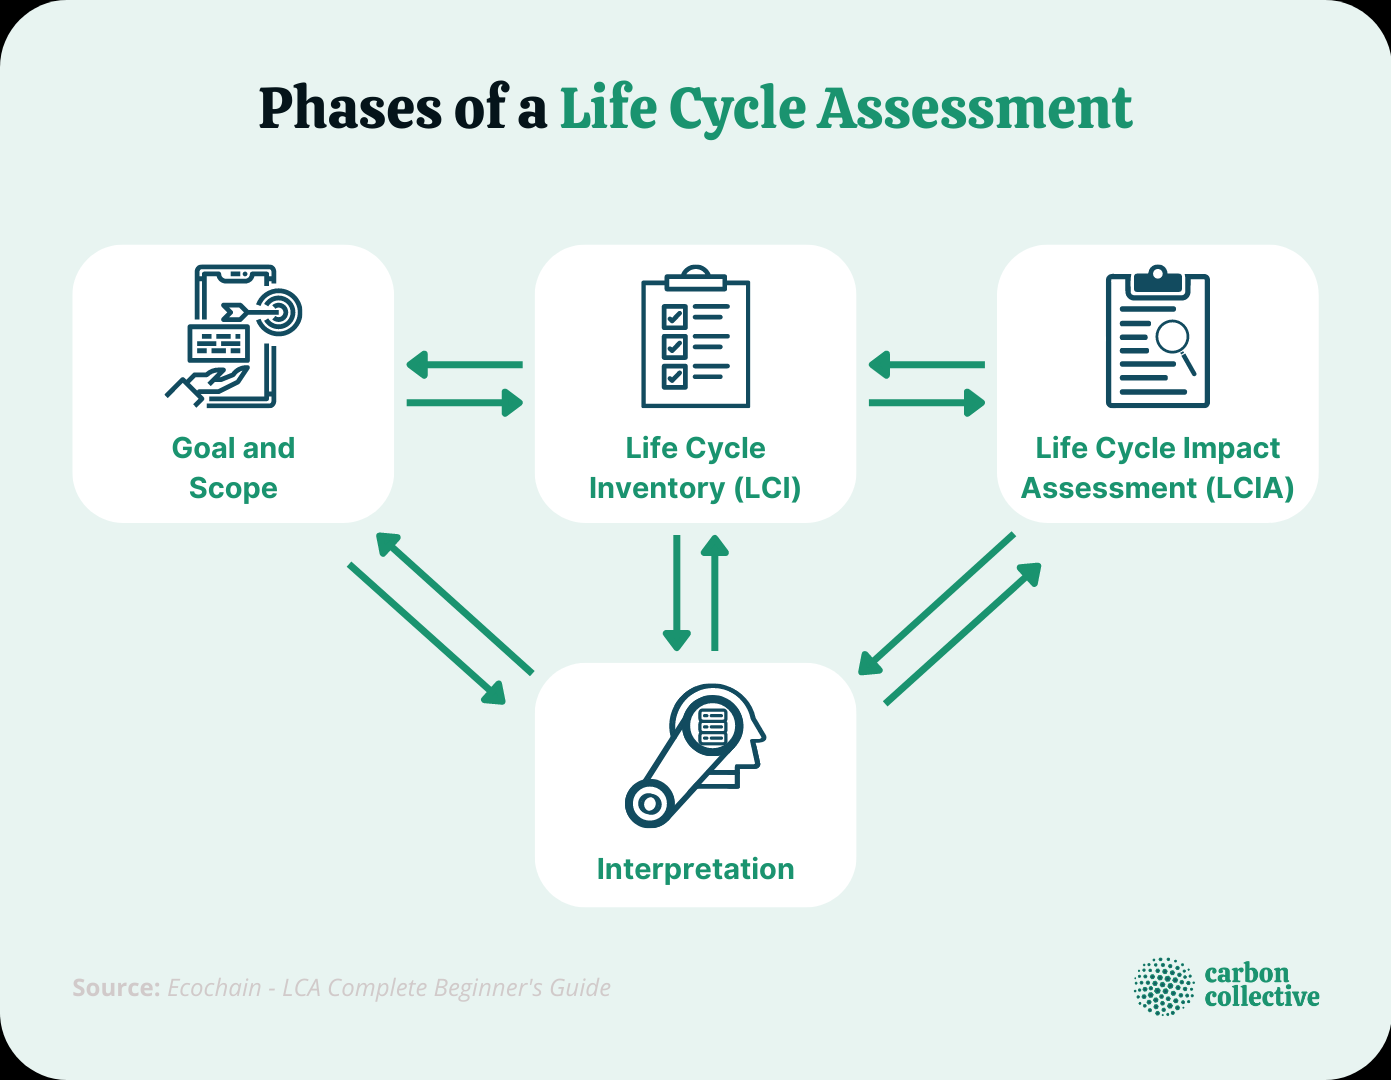 Phases of a Life Cycle Assessment
Goal and
Scope
Life Cycle
Inventory (LCI)
Life Cycle Impact
Assessment (LCIA)
Interpretation
Source: Ecochain - LCA Complete Beginner's Guide
carbon
collective